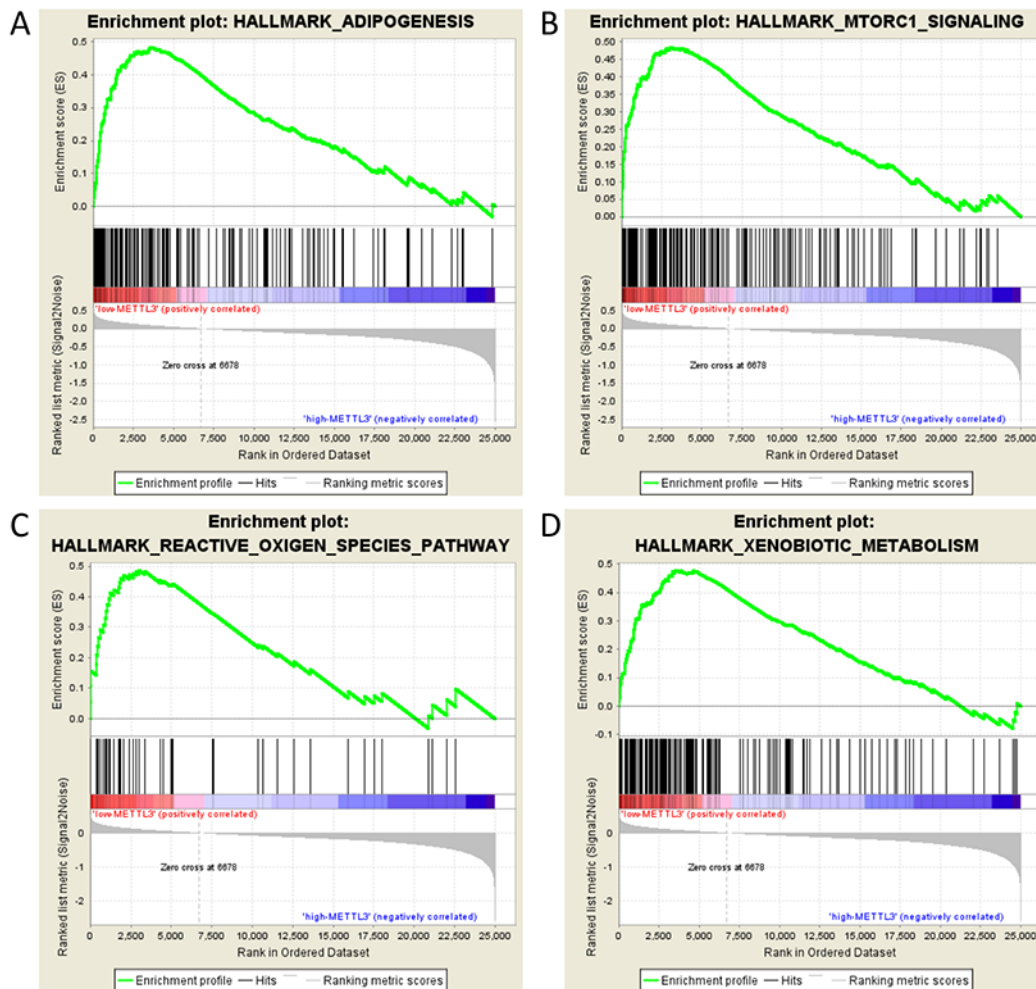 A
Enrichment plot: HALLMARK_ADIPOGENESIS
Enrichment score (ES)
0.5
0.4
0.3
0.2
0.1
0.0
'low-METTL3' (positively correlated)
Ranked list metric (Signal2Noise)
0.5
0.0
-0.5
-1.0
-1.5
-2.0
-2.5
Zero cross at 6678
'high-METTL3' (negatively correlated)
0 2,500 5,000 7,500 10,000 12,500 15,000 17,500 20,000 22,500 25,000
Rank in Ordered Dataset
Enrichment profile Hits Ranking metric scores
B
Enrichment plot: HALLMARK_MTORC1_SIGNALING
Enrichment score (ES)
0.50
0.45
0.40
0.35
0.30
0.25
0.20
0.15
0.10
0.05
0.00
'low-METTL3' (positively correlated)
Ranked list metric (Signal2Noise)
0.5
0.0
-0.5
-1.0
-1.5
-2.0
-2.5
Zero cross at 6678
'high-METTL3' (negatively correlated)
0 2,500 5,000 7,500 10,000 12,500 15,000 17,500 20,000 22,500 25,000
Rank in Ordered Dataset
Enrichment profile Hits Ranking metric scores
C
Enrichment plot:
HALLMARK_REACTIVE_OXIGEN_SPECIES_PATHWAY
Enrichment score (ES)
0.5
0.4
0.3
0.2
0.1
0.0
'low-METTL3' (positively correlated)
Ranked list metric (Signal2Noise)
0
-1
-2
Zero cross at 6678
'high-METTL3' (negatively correlated)
0 2,500 5,000 7,500 10,000 12,500 15,000 17,500 20,000 22,500 25,000
Rank in Ordered Dataset
Enrichment profile Hits Ranking metric scores
D
Enrichment plot:
HALLMARK_XENOBIOTIC_METABOLISM
Enrichment score (ES)
0.5
0.4
0.3
0.2
0.1
0.0
-0.1
'low-METTL3' (positively correlated)
Ranked list metric (Signal2Noise)
0
-1
-2
Zero cross at 6678
'high-METTL3' (negatively correlated)
0 2,500 5,000 7,500 10,000 12,500 15,000 17,500 20,000 22,500 25,000
Rank in Ordered Dataset
Enrichment profile Hits Ranking metric scores